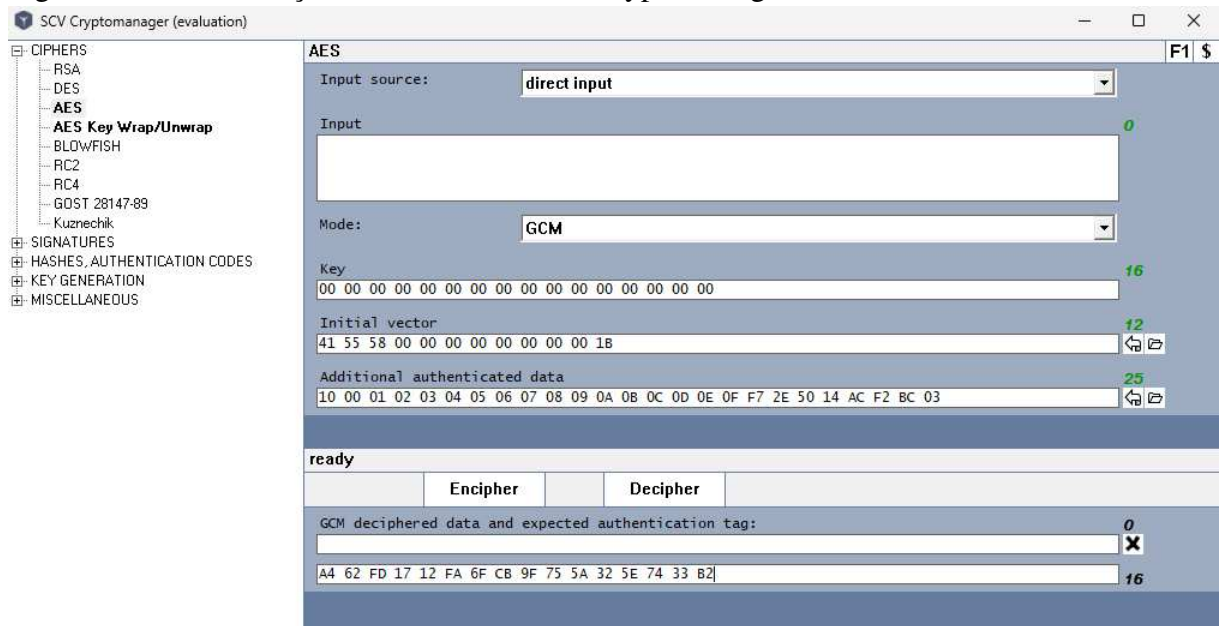 SCV Cryptomanager (evaluation)
CIPHERS
RSA
DES
AES
AES Key Wrap/Unwrap
BLOWFISH
RC2
RC4
GOST 28147-89
Kuznechik
SIGNATURES
HASHES, AUTHENTICATION CODES
KEY GENERATION
MISCELLANEOUS
AES F1 $
Input source: direct input
Input 0
Mode: GCM
Key 16
00 00 00 00 00 00 00 00 00 00 00 00 00 00 00 00
Initial vector 12
41 55 58 00 00 00 00 00 00 00 00 1B
Additional authenticated data 25
10 00 01 02 03 04 05 06 07 08 09 0A 0B 0C 0D 0E 0F F7 2E 50 14 AC F2 BC 03
ready
Encipher Decipher
GCM deciphered data and expected authentication tag: 0
A4 62 FD 17 12 FA 6F CB 9F 75 5A 32 5E 74 33 B2 16